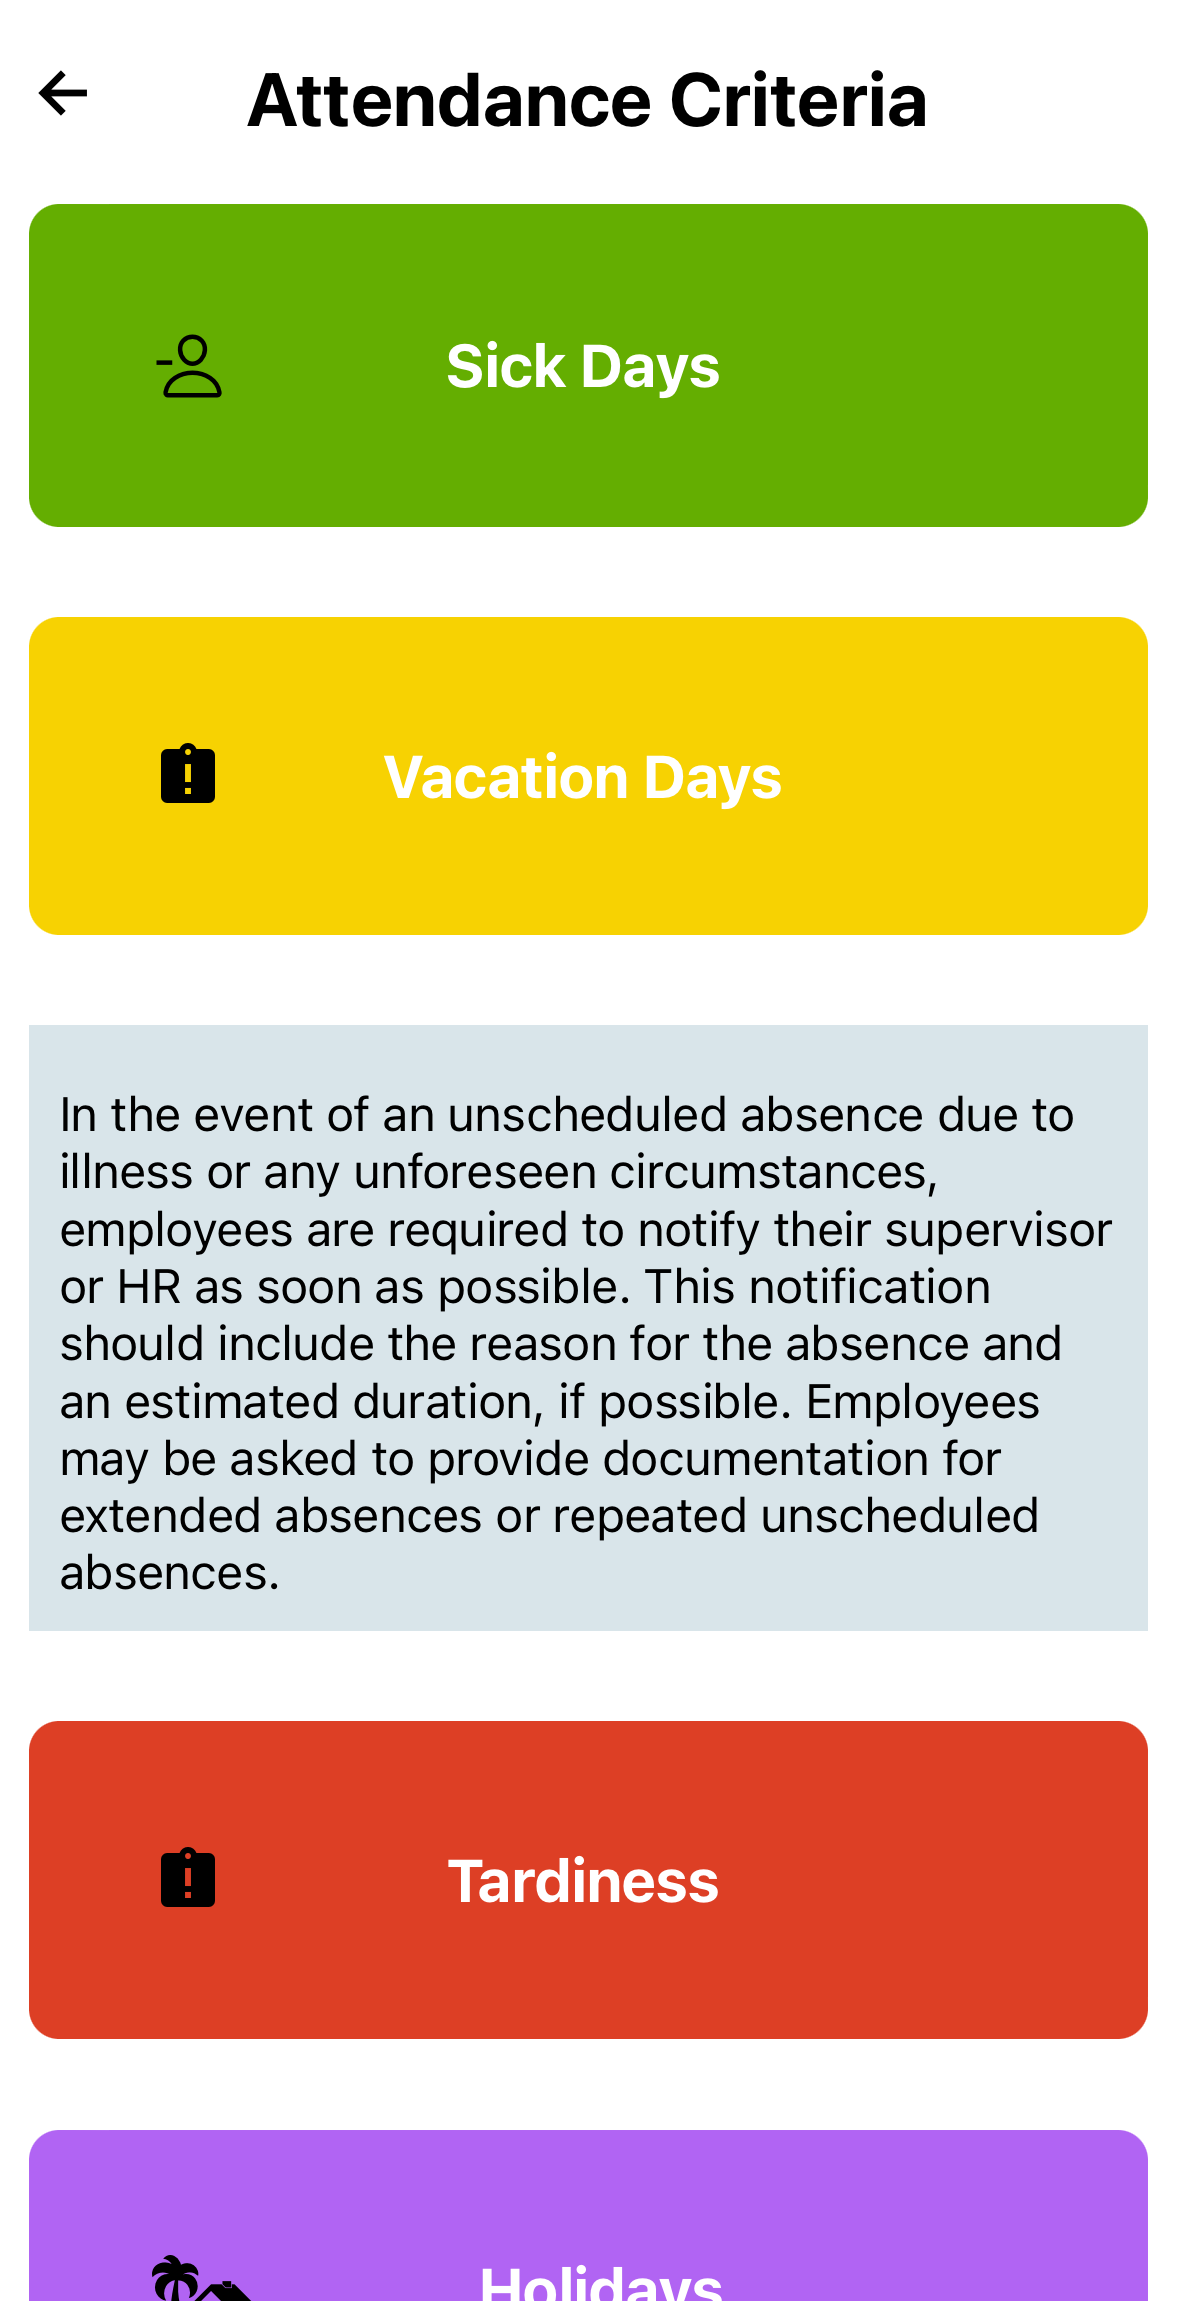 Attendance Criteria
Sick Days
Vacation Days
In the event of an unscheduled absence due to
illness or any unforeseen circumstances,
employees are required to notify their supervisor
or HR as soon as possible. This notification
should include the reason for the absence and
an estimated duration, if possible. Employees
may be asked to provide documentation for
extended absences or repeated unscheduled
absences.
Tardiness
Holidays